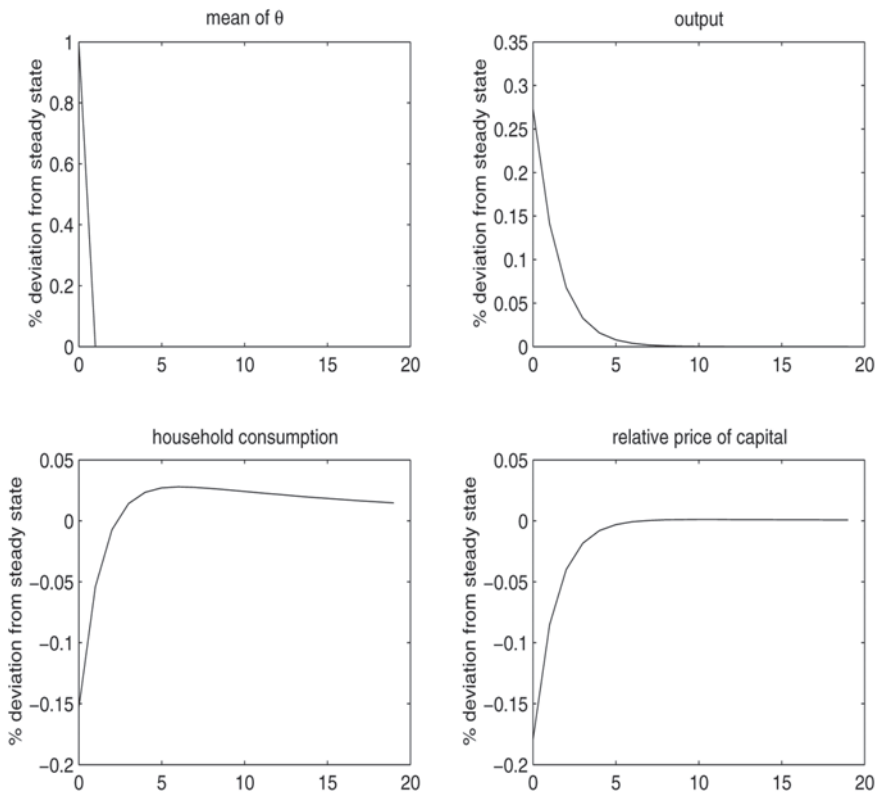 mean of θ
% deviation from steady state
1
0.8
0.6
0.4
0.2
0
0 5 10 15 20
output
% deviation from steady state
0.35
0.3
0.25
0.2
0.15
0.1
0.05
0
0 5 10 15 20
household consumption
% deviation from steady state
0.05
0
−0.05
−0.1
−0.15
−0.2
0 5 10 15 20
relative price of capital
% deviation from steady state
0.05
0
−0.05
−0.1
−0.15
−0.2
0 5 10 15 20